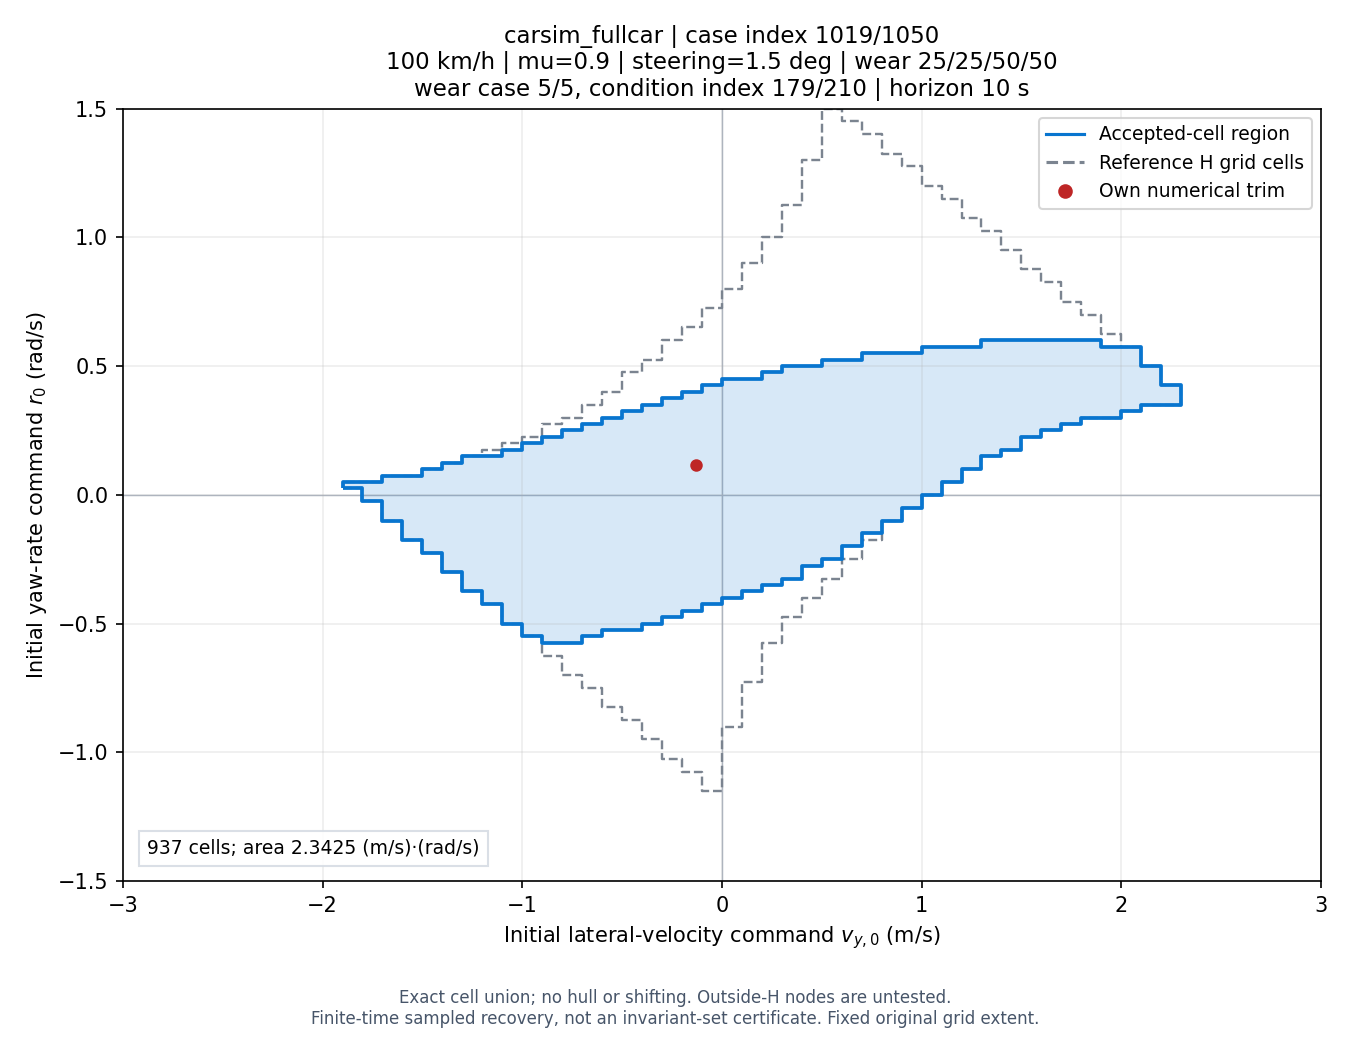 carsim_fullcar | case index 1019/1050
100 km/h | mu=0.9 | steering=1.5 deg | wear 25/25/50/50
wear case 5/5, condition index 179/210 | horizon 10 s
Accepted-cell region
Reference H grid cells
Own numerical trim
1.5
1.0
0.5
0.0
−0.5
−1.0
−1.5
Initial yaw-rate command r0 (rad/s)
937 cells; area 2.3425 (m/s)·(rad/s)
−3
−2
−1
0
1
2
3
Initial lateral-velocity command vy,0 (m/s)
Exact cell union; no hull or shifting. Outside-H nodes are untested.
Finite-time sampled recovery, not an invariant-set certificate. Fixed original grid extent.